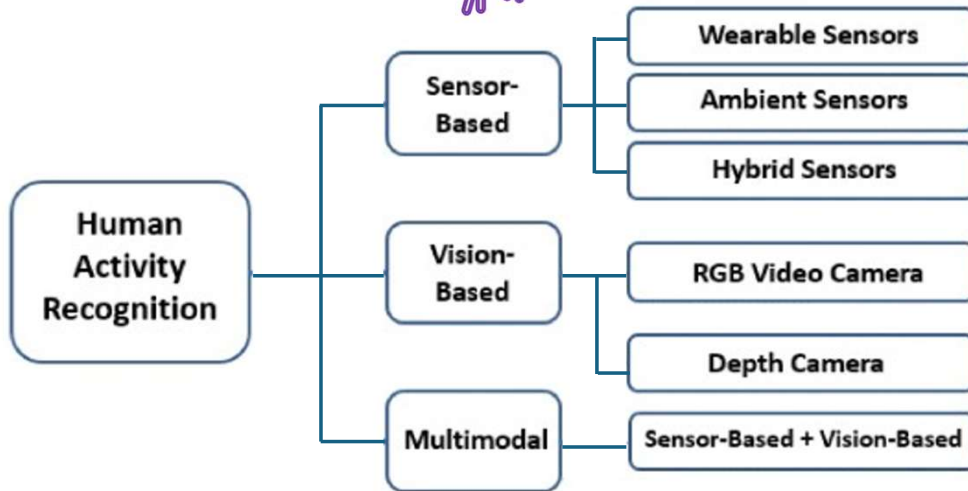 Wearable Sensors
Sensor-
Based
Ambient Sensors
Hybrid Sensors
Human
Activity
Recognition
Vision-
Based
RGB Video Camera
Depth Camera
Multimodal
Sensor-Based + Vision-Based